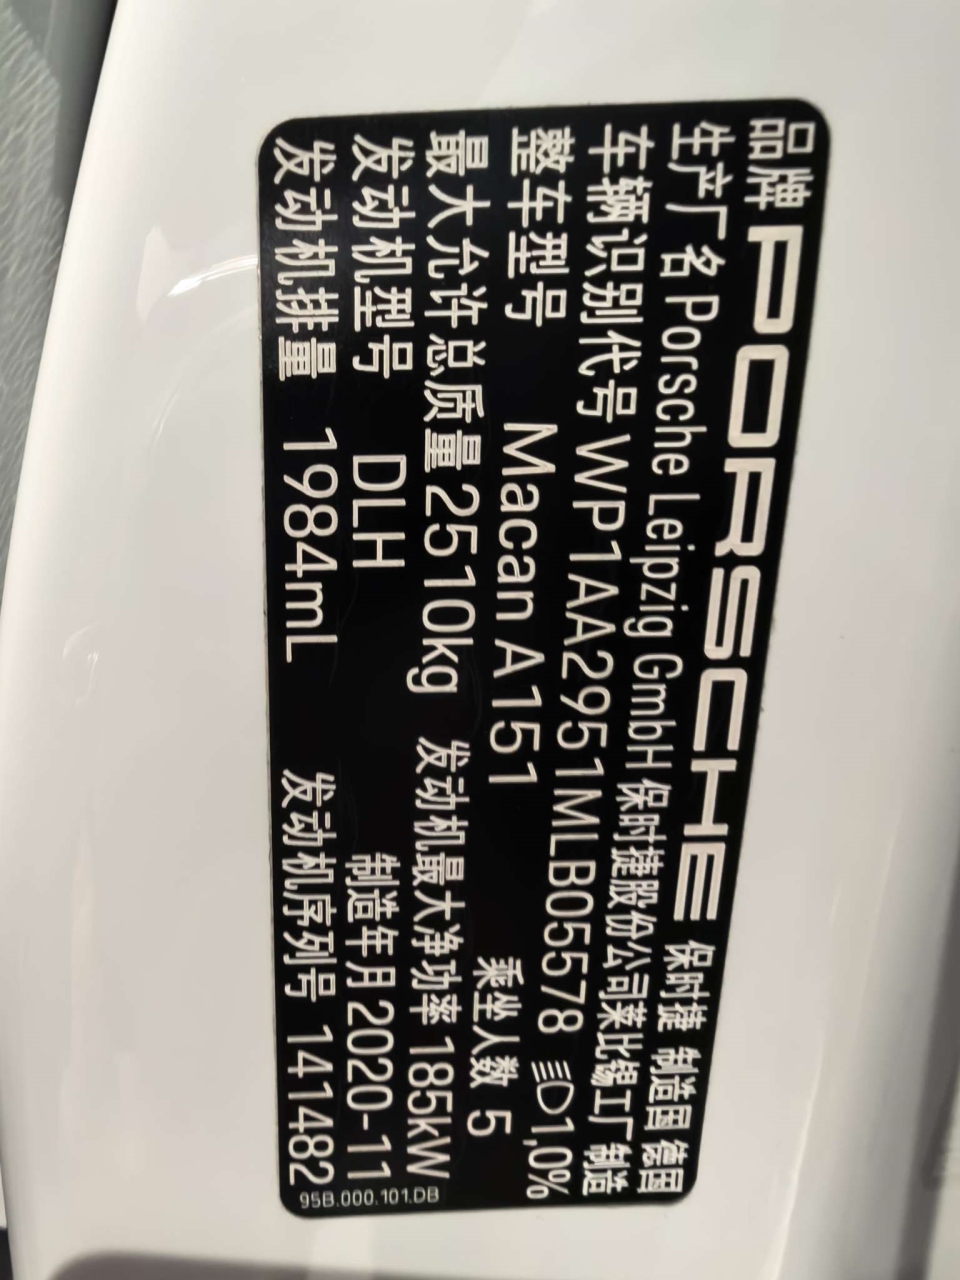 品牌 PORSCHE 保时捷 制造国 德国
生产厂名 Porsche Leipzig GmbH 保时捷股份公司莱比锡工厂制造
车辆识别代号 WP1AA2951MLB05578 1,0%
整车型号 Macan A151 乘坐人数 5
最大允许总质量 2510kg 发动机最大净功率 185kW
发动机型号 DLH 制造年月 2020-11
发动机排量 1984mL 发动机序列号 141482
95B.000.101.DB